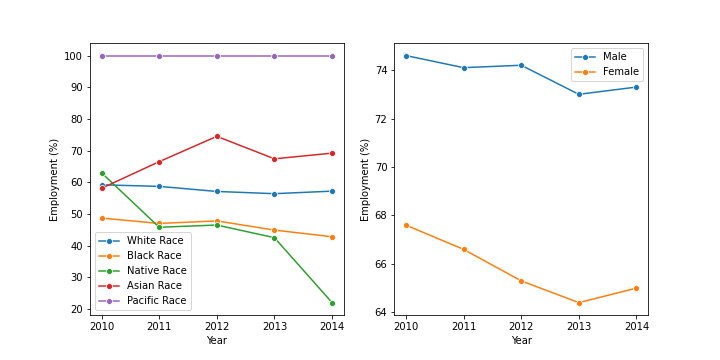 100
90
80
70
60
50
40
30
20
Employment (%)
White Race
Black Race
Native Race
Asian Race
Pacific Race
2010 2011 2012 2013 2014
Year
74
72
70
68
66
64
Employment (%)
Male
Female
2010 2011 2012 2013 2014
Year